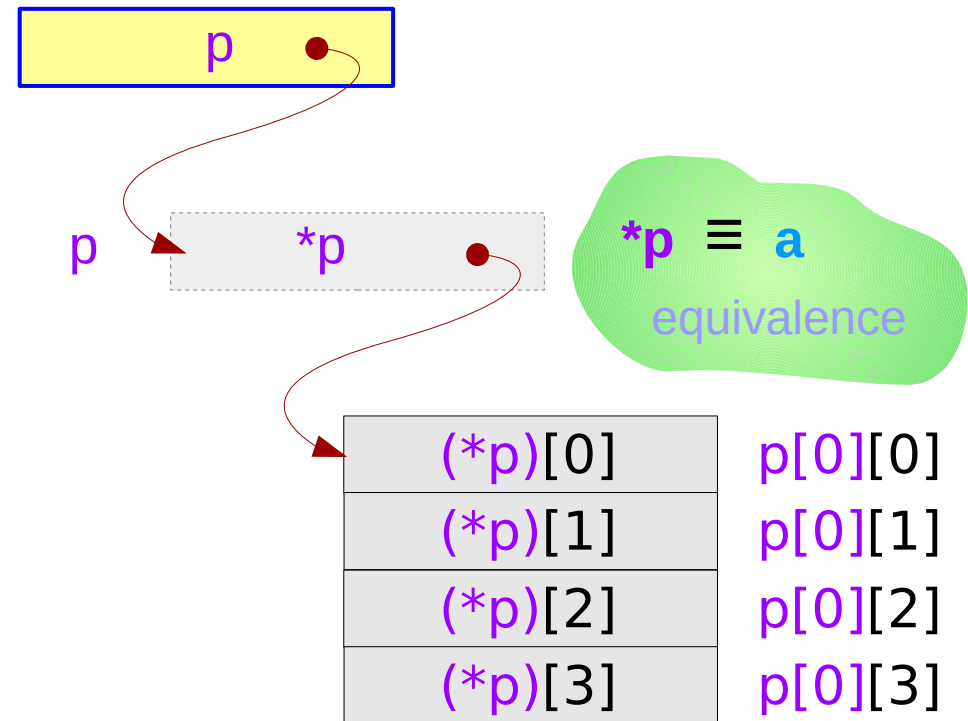 p
p *p
*p ≡ a
equivalence
(*p)[0] p[0][0]
(*p)[1] p[0][1]
(*p)[2] p[0][2]
(*p)[3] p[0][3]